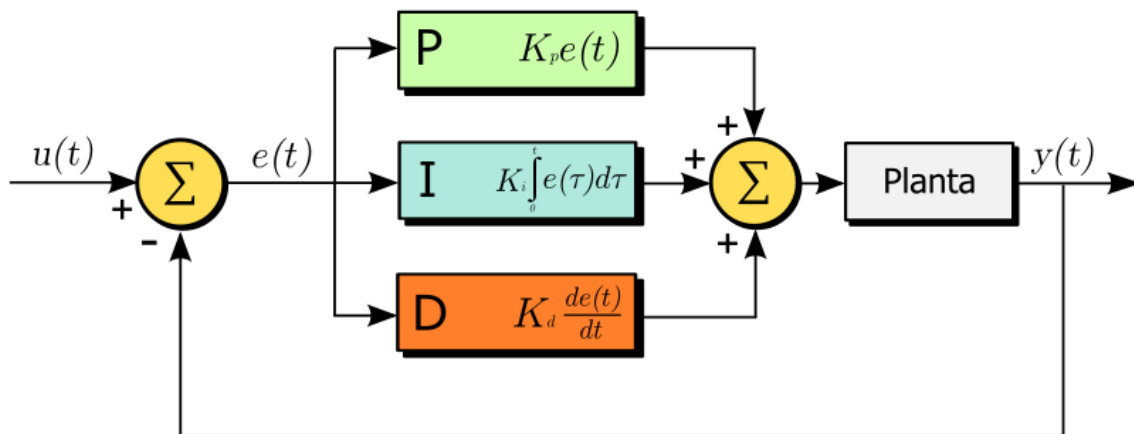 P K_p e(t)
u(t) + - Σ e(t)
I K_i ∫_0^t e(τ)dτ
+ + + Σ
Planta
y(t)
D K_d de(t)/dt